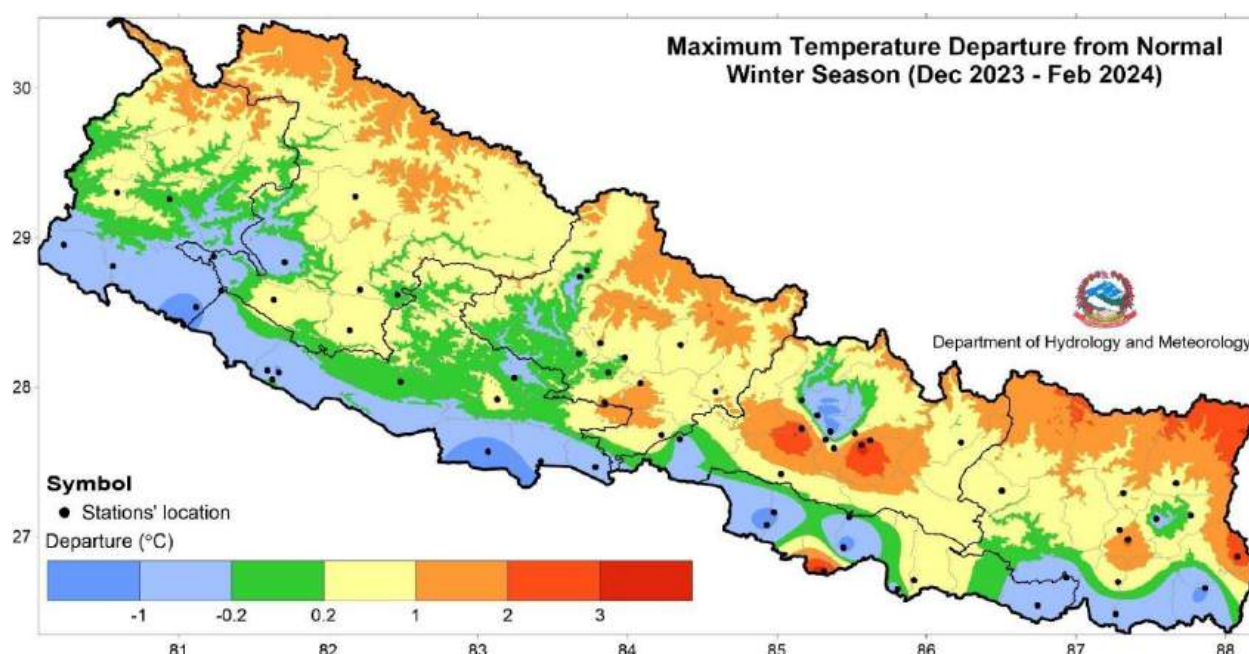 Maximum Temperature Departure from Normal
Winter Season (Dec 2023 - Feb 2024)
30
29
28
27
Department of Hydrology and Meteorology
Symbol
Stations' location
Departure (°C)
-1 -0.2 0.2 1 2 3
81 82 83 84 85 86 87 88